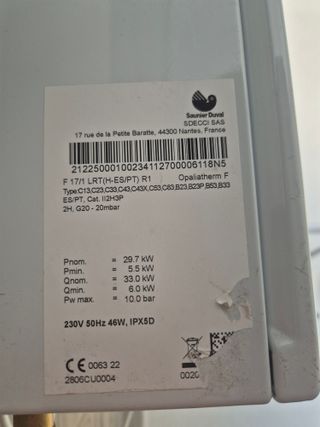 Saunier Duval
SDECCI SAS
17 rue de la Petite Baratte, 44300 Nantes, France
21225000100234112700006118N5
F 17/1 LRT(H-ES/PT) R1 Opaliatherm F
Type:C13,C23,C33,C43,C43X,C53,C83,B23,B23P,B53,B33
ES/PT, Cat. II2H3P
2H, G20 - 20mbar
Pnom. = 29.7 kW
Pmin. = 5.5 kW
Qnom. = 33.0 kW
Qmin. = 6.0 kW
Pw max. = 10.0 bar
230V 50Hz 46W, IPX5D
CE 0063 22
2806CU0004
0020